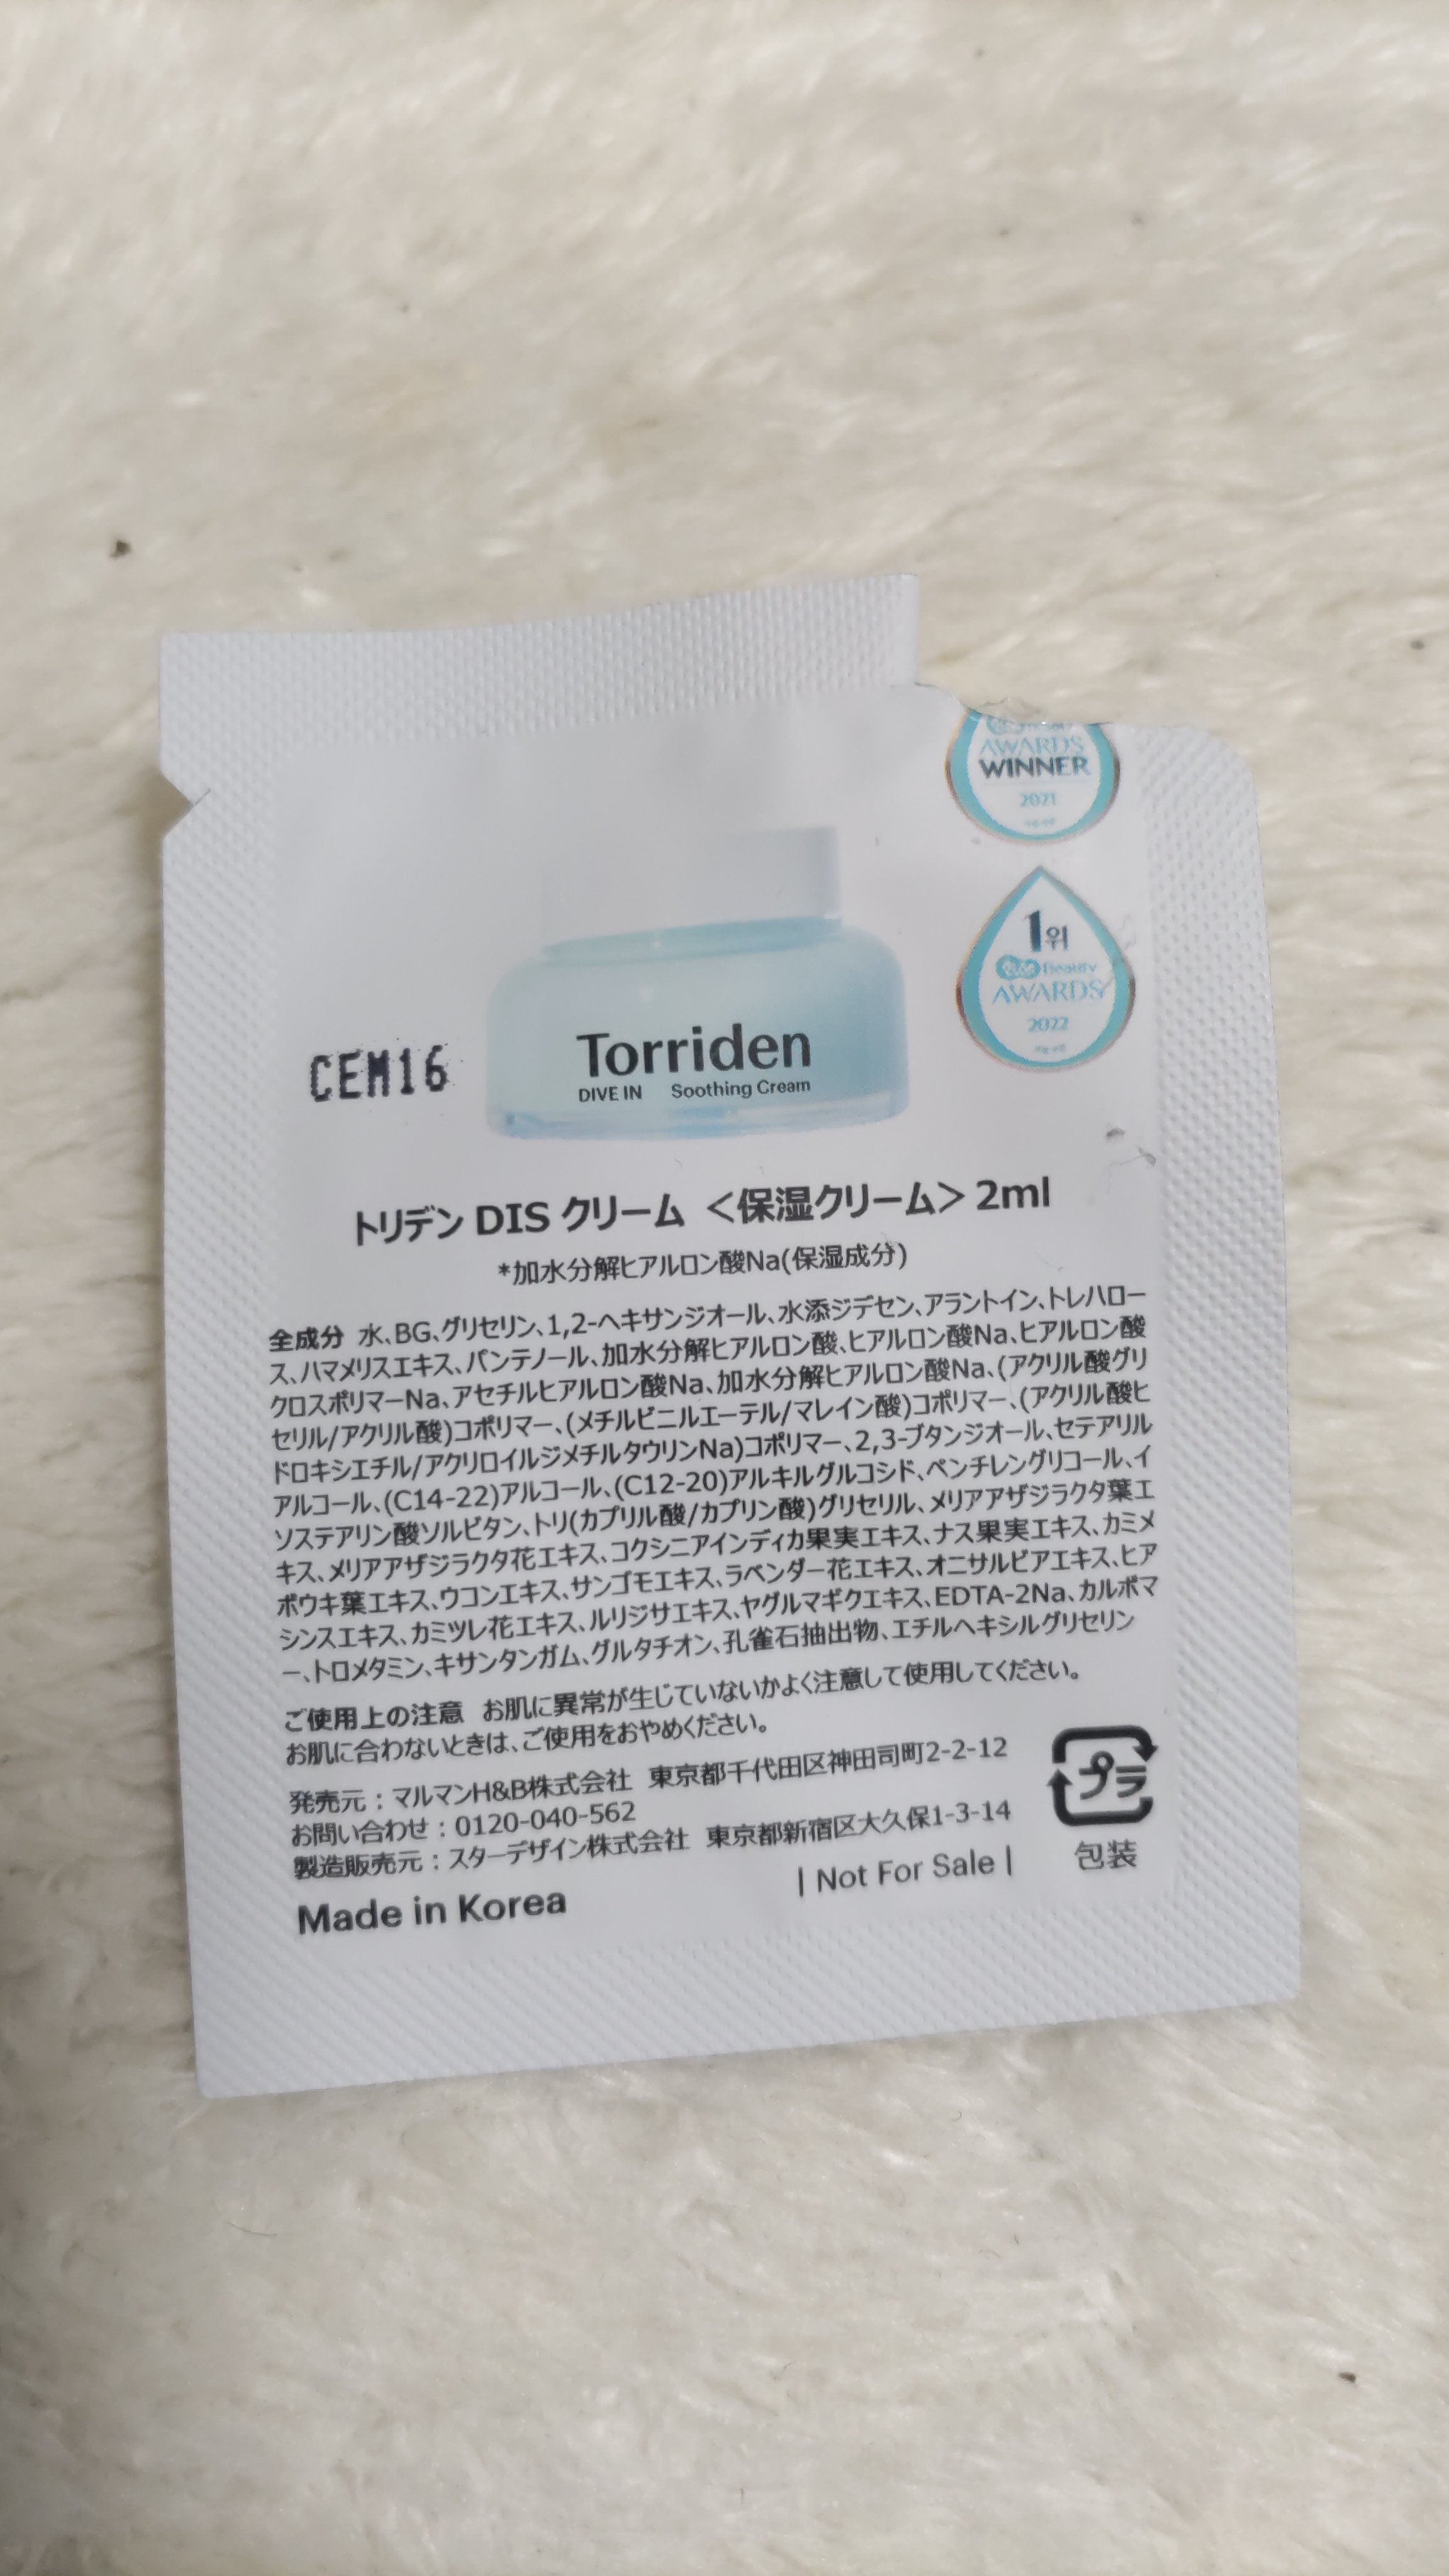 AWARDS
WINNER
2021
1위
Beauty
AWARDS
2022
CEM16
Torriden
DIVE IN Soothing Cream
トリデン DIS クリーム <保湿クリーム> 2ml
*加水分解ヒアルロン酸Na(保湿成分)
全成分 水、BG、グリセリン、1,2-ヘキサンジオール、水添ジデセン、アラントイン、トレハロー
ス、ハマメリスエキス、パンテノール、加水分解ヒアルロン酸、ヒアルロン酸Na、ヒアルロン酸
クロスポリマーNa、アセチルヒアルロン酸Na、加水分解ヒアルロン酸Na、(アクリル酸グリ
セリル/アクリル酸)コポリマー、(メチルビニルエーテル/マレイン酸)コポリマー、(アクリル酸ヒ
ドロキシエチル/アクリロイルジメチルタウリンNa)コポリマー、2,3-ブタンジオール、セテアリル
アルコール、(C14-22)アルコール、(C12-20)アルキルグルコシド、ペンチレングリコール、イ
ソステアリン酸ソルビタン、トリ(カプリル酸/カプリン酸)グリセリル、メリアアザジラクタ葉エ
キス、メリアアザジラクタ花エキス、コクシニアインディカ果実エキス、ナス果実エキス、カミメ
ボウキ葉エキス、ウコンエキス、サンゴモエキス、ラベンダー花エキス、オニサルビアエキス、ヒア
シンスエキス、カミツレ花エキス、ルリジサエキス、ヤグルマギクエキス、EDTA-2Na、カルボマ
ー、トロメタミン、キサンタンガム、グルタチオン、孔雀石抽出物、エチルヘキシルグリセリン
ご使用上の注意 お肌に異常が生じていないかよく注意して使用してください。
お肌に合わないときは、ご使用をおやめください。
発売元：マルマンH&B株式会社 東京都千代田区神田司町2-2-12
お問い合わせ：0120-040-562
製造販売元：スターデザイン株式会社 東京都新宿区大久保1-3-14
Made in Korea
| Not For Sale |
プラ
包装